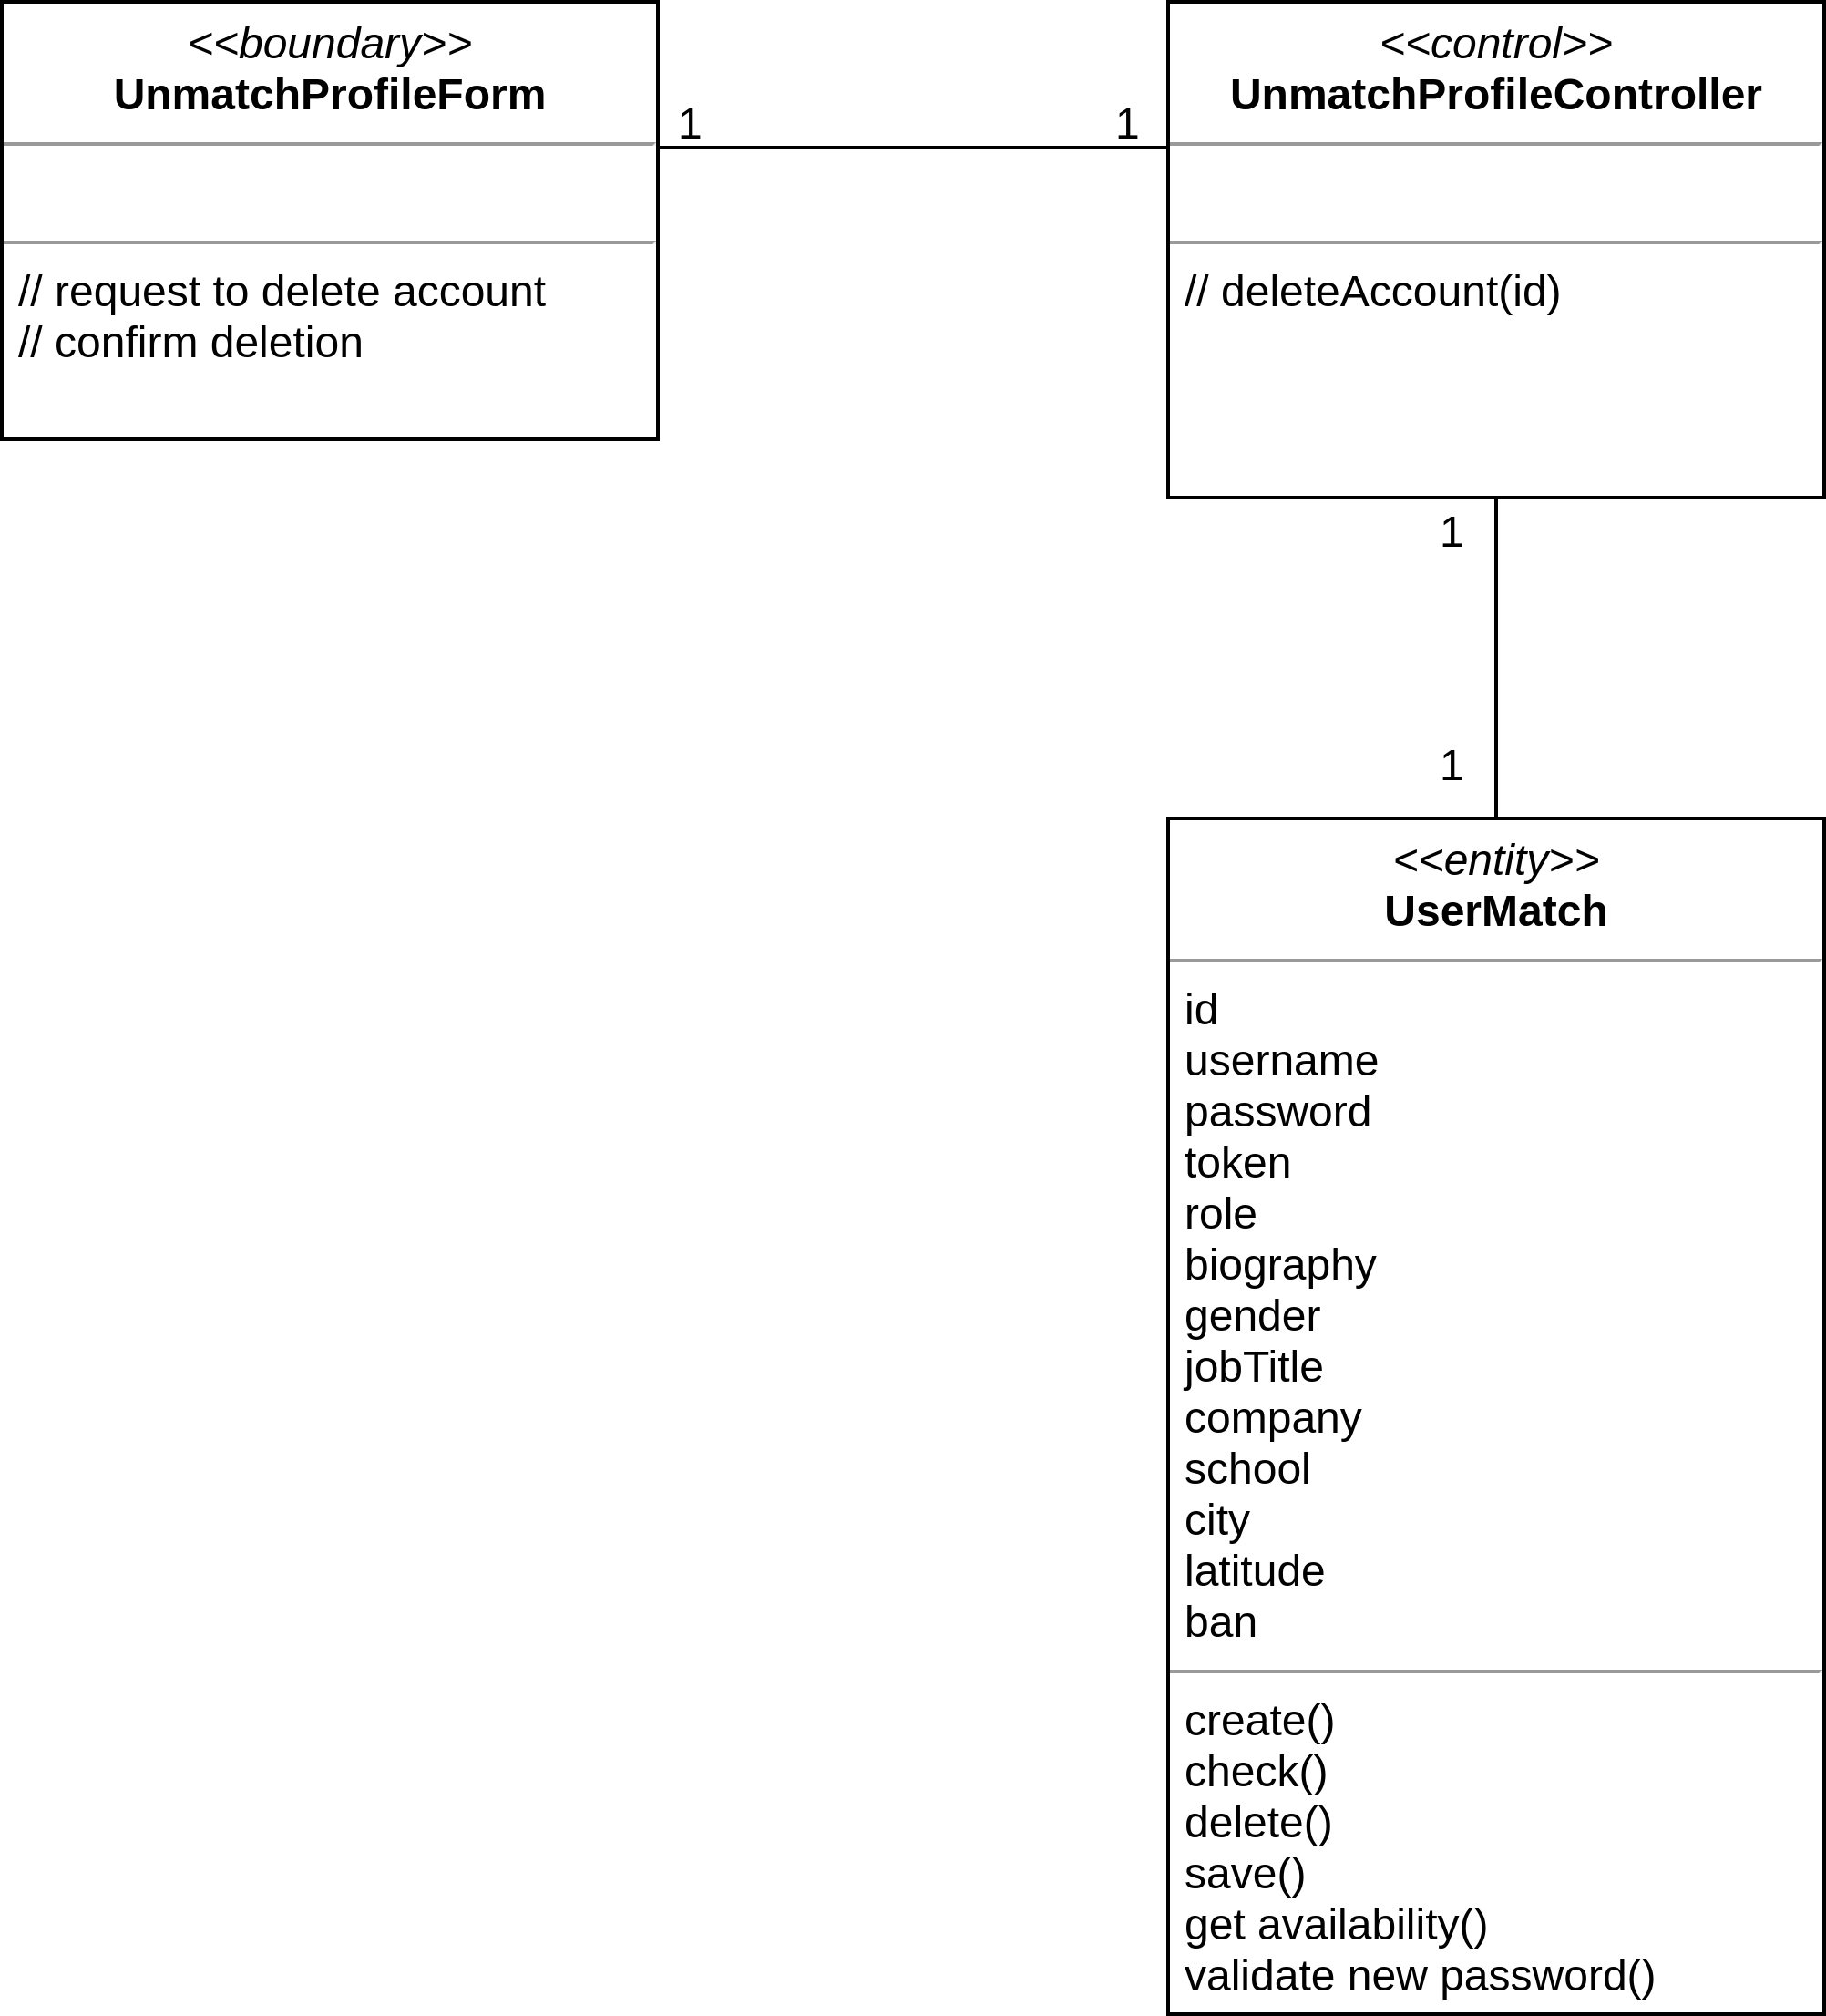 <<boundary>>
UnmatchProfileForm
// request to delete account
// confirm deletion
1
1
<<control>>
UnmatchProfileController
// deleteAccount(id)
1
1
<<entity>>
UserMatch
id
username
password
token
role
biography
gender
jobTitle
company
school
city
latitude
ban
create()
check()
delete()
save()
get availability()
validate new password()